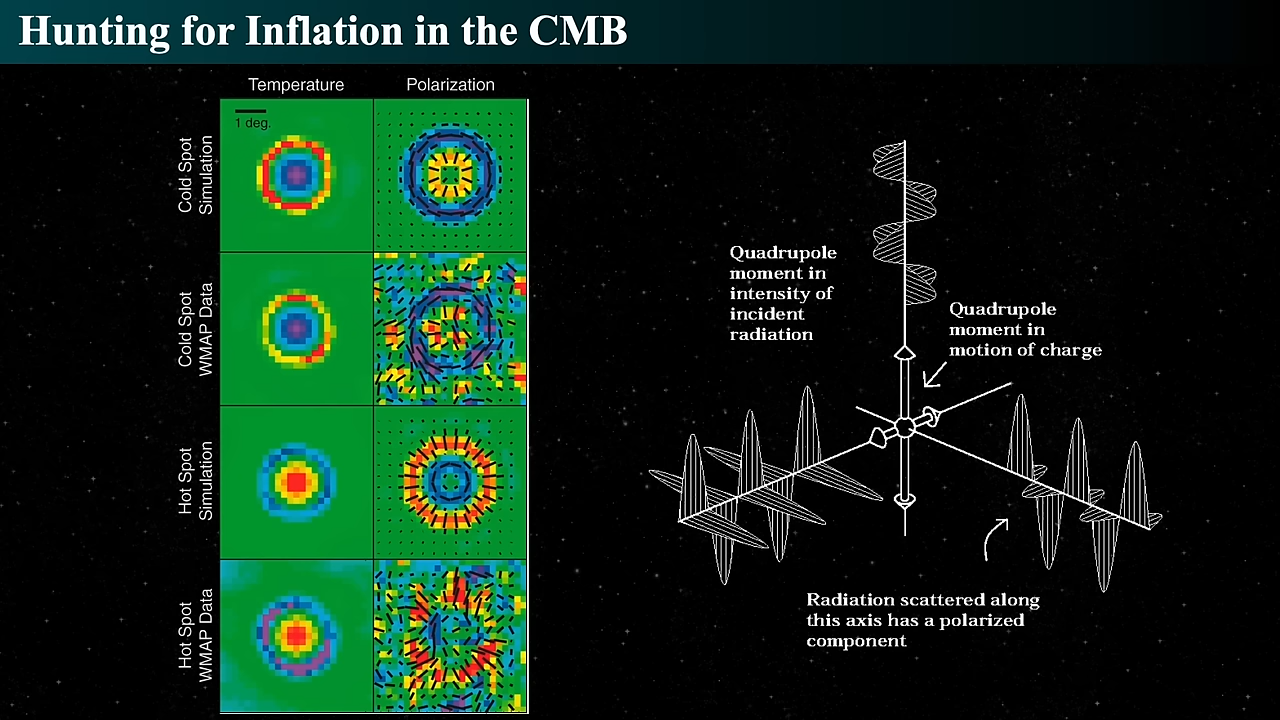 Hunting for Inflation in the CMB
Temperature
Polarization
1 deg.
Cold Spot
Simulation
Cold Spot
WMAP Data
Hot Spot
Simulation
Hot Spot
WMAP Data
Quadrupole
moment in
intensity of
incident
radiation
Quadrupole
moment in
motion of charge
Radiation scattered along
this axis has a polarized
component